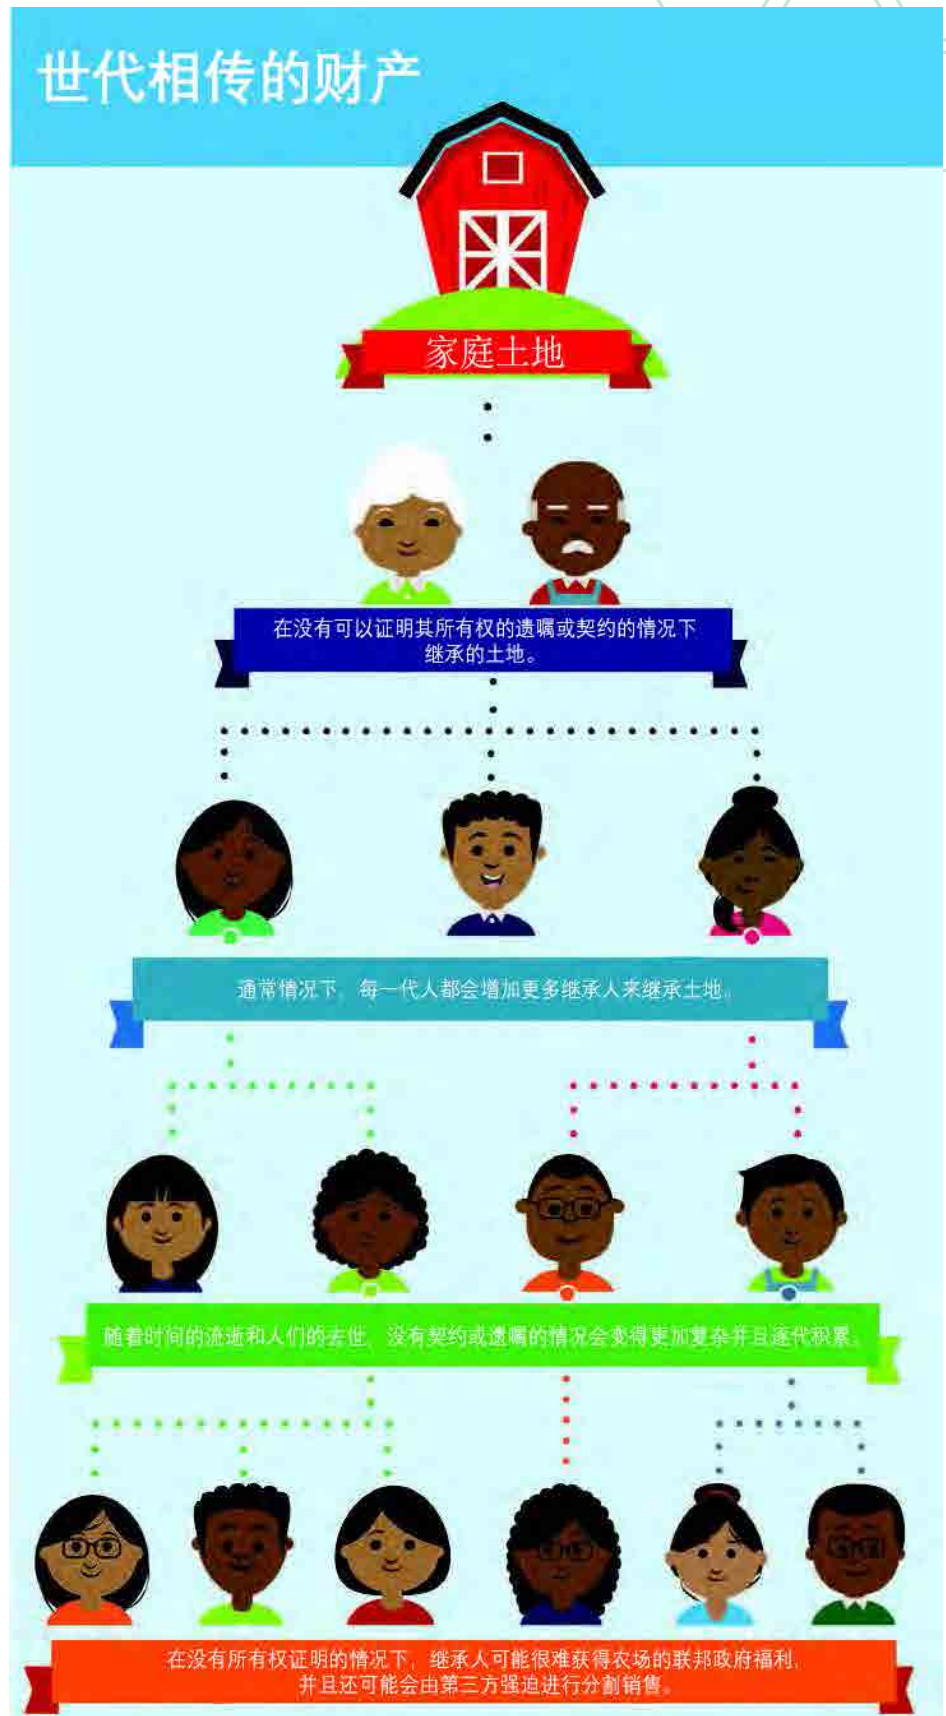 世代相传的财产
家庭土地
在没有可以证明其所有权的遗嘱或契约的情况下
继承的土地。
通常情况下，每一代人都会增加更多继承人来继承土地。
随着时间的流逝和人们的去世，没有契约或遗嘱的情况会变得更加复杂并且逐代积累。
在没有所有权证明的情况下，继承人可能很难获得农场的联邦政府福利，
并且还可能会由第三方强迫进行分割销售。